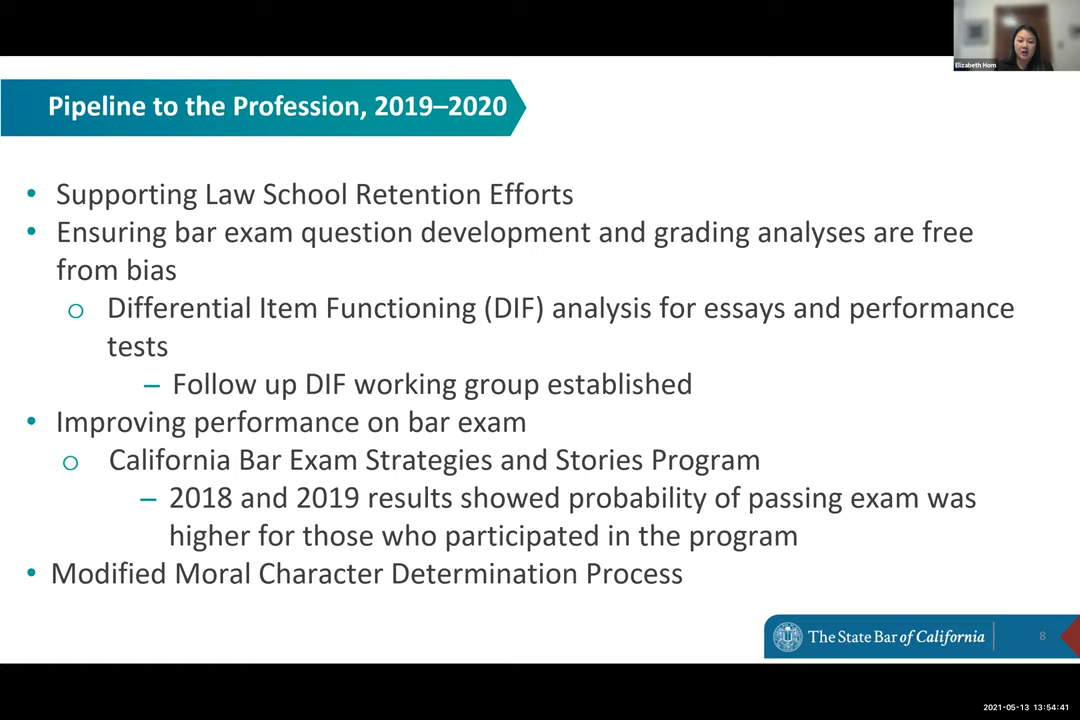 Elizabeth Hom
Pipeline to the Profession, 2019–2020
• Supporting Law School Retention Efforts
• Ensuring bar exam question development and grading analyses are free
from bias
o Differential Item Functioning (DIF) analysis for essays and performance
tests
– Follow up DIF working group established
• Improving performance on bar exam
o California Bar Exam Strategies and Stories Program
– 2018 and 2019 results showed probability of passing exam was
higher for those who participated in the program
• Modified Moral Character Determination Process
The State Bar of California
8
2021-05-13 13:54:41